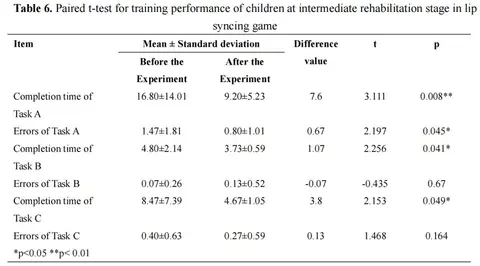 Table 6. Paired t-test for training performance of children at intermediate rehabilitation stage in lip
syncing game
Item Mean ± Standard deviation Difference t p
Before the After the value
Experiment Experiment
Completion time of 16.80±14.01 9.20±5.23 7.6 3.111 0.008**
Task A
Errors of Task A 1.47±1.81 0.80±1.01 0.67 2.197 0.045*
Completion time of 4.80±2.14 3.73±0.59 1.07 2.256 0.041*
Task B
Errors of Task B 0.07±0.26 0.13±0.52 -0.07 -0.435 0.67
Completion time of 8.47±7.39 4.67±1.05 3.8 2.153 0.049*
Task C
Errors of Task C 0.40±0.63 0.27±0.59 0.13 1.468 0.164
*p<0.05 **p< 0.01